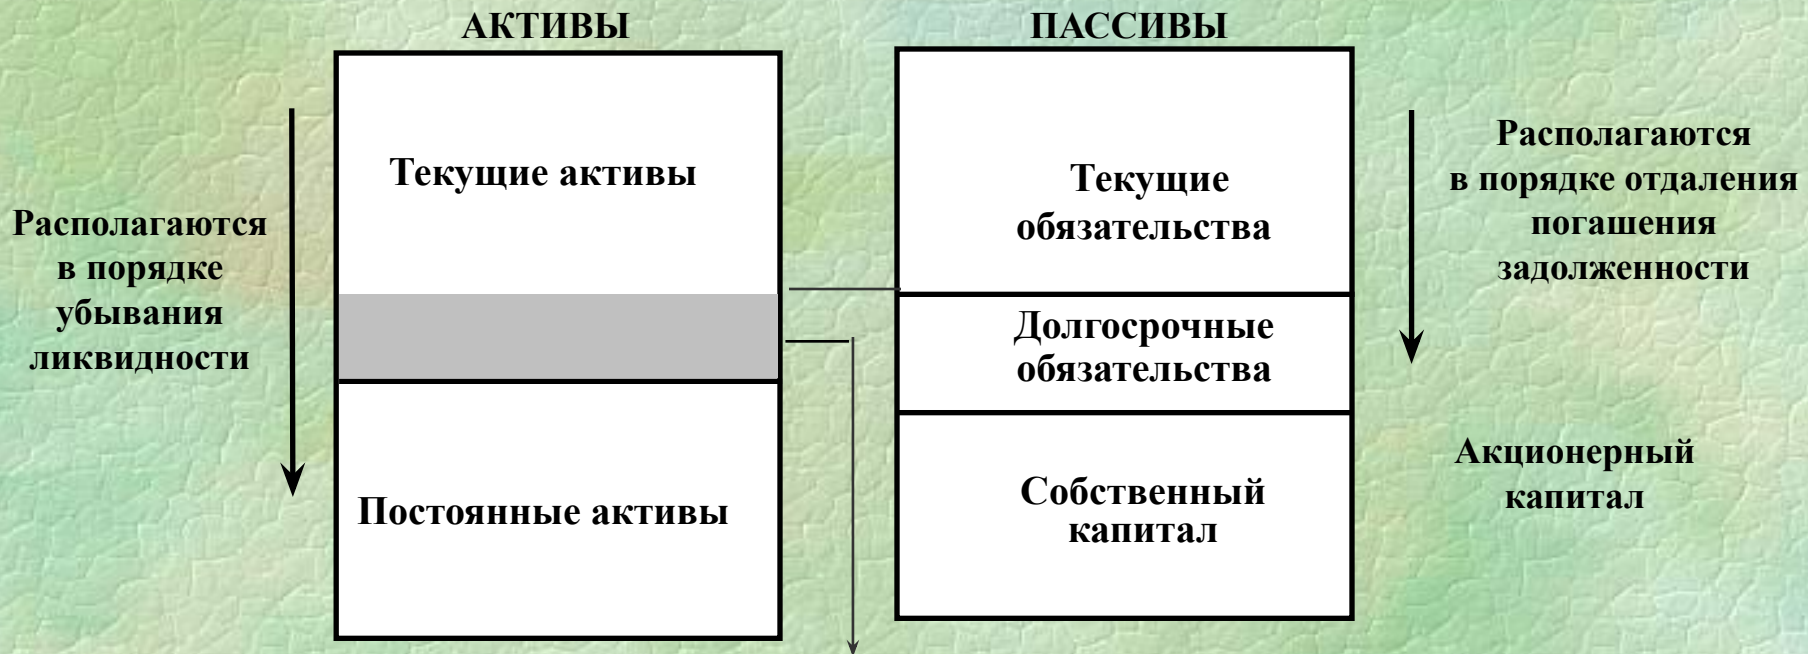 АКТИВЫ
ПАССИВЫ
Располагаются
в порядке
убывания
ликвидности
Текущие активы
Постоянные активы
Текущие
обязательства
Долгосрочные
обязательства
Собственный
капитал
Располагаются
в порядке отдаления
погашения
задолженности
Акционерный
капитал